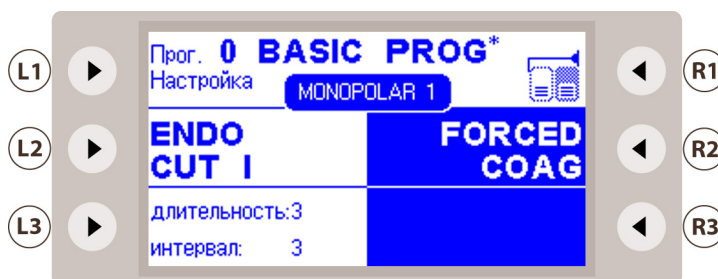 L1
Прог. 0 BASIC PROG*
R1
Настройка
MONOPOLAR 1
L2
ENDO
CUT I
FORCED
COAG
R2
L3
длительность:3
интервал: 3
R3